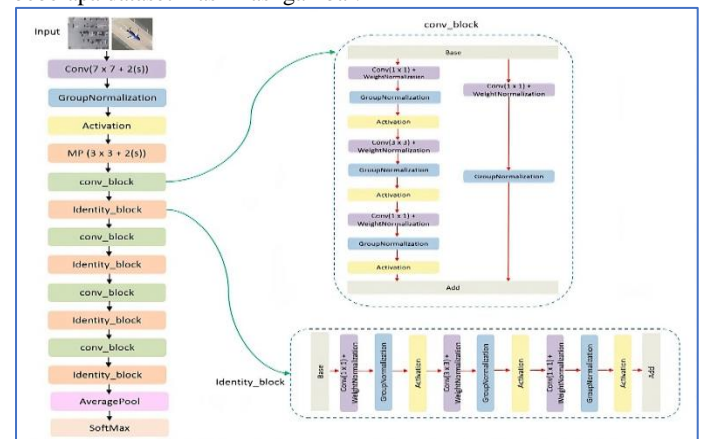 conv_block
Input
Conv(7 x 7 + 2(s))
GroupNormalization
Activation
MP (3 x 3 + 2(s))
conv_block
Identity_block
conv_block
Identity_block
conv_block
Identity_block
conv_block
Identity_block
AveragePool
SoftMax
Base
Conv(1 x 1) +
WeightNormalization
GroupNormalization
Activation
Conv(3 x 3) +
WeightNormalization
GroupNormalization
Activation
Conv(1 x 1) +
WeightNormalization
GroupNormalization
Activation
Conv(1 x 1) +
WeightNormalization
GroupNormalization
Add
Identity_block
Base
Conv(1 x 1) +
WeightNormalization
GroupNormalization
Activation
Conv(3 x 3) +
WeightNormalization
GroupNormalization
Activation
Conv(1 x 1) +
WeightNormalization
GroupNormalization
Activation
Add